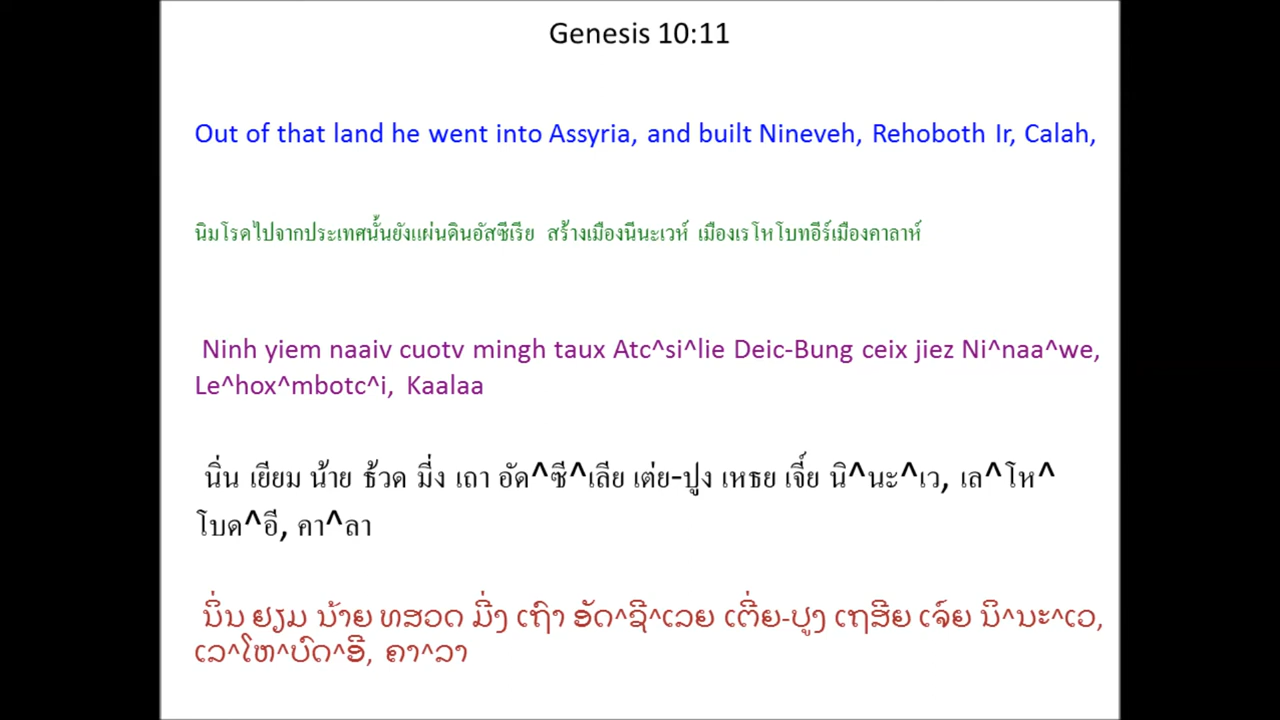 Genesis 10:11
Out of that land he went into Assyria, and built Nineveh, Rehoboth Ir, Calah,
นิมโรดไปจากประเทศนั้นยังแผ่นดินอัสซีเรีย สร้างเมืองนีนะเวห์ เมืองเรโหโบทอีร์เมืองคาลาห์
Ninh yiem naaiv cuotv mingh taux Atc^si^lie Deic-Bung ceix jiez Ni^naa^we,
Le^hox^mbotc^i, Kaalaa
นิ่น เยียม น้าย ธ้วด มี่ง เถา อัด^ซี^เลีย เต่ย-ปูง เหธย เจี์ย นิ^นะ^เว, เล^โห^
โบด^อี, คา^ลา
ນິ່ນ ຢຽມ ນ້າຍ ທສວດ ມີ່ງ ເຖົາ ອັດ^ຊີ^ເລຍ ເຕີ່ຍ-ປູງ ເຖສີຍ ເຈ໌ຍ ນິ^ນະ^ເວ,
ເລ^ໂຫ^ບົດ^ອີ, ຄາ^ລາ